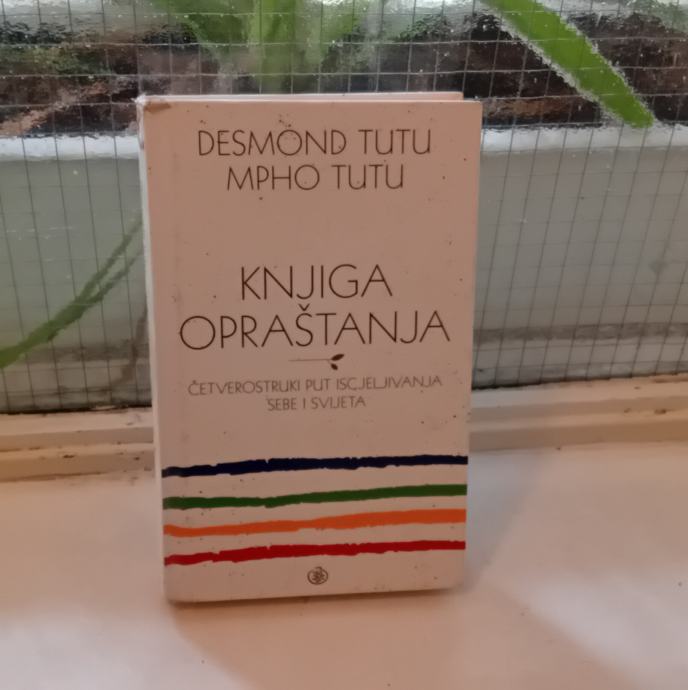 DESMOND TUTU
MPHO TUTU
KNJIGA
OPRAŠTANJA
ČETVEROSTRUKI PUT ISCJELJIVANJA
SEBE I SVIJETA